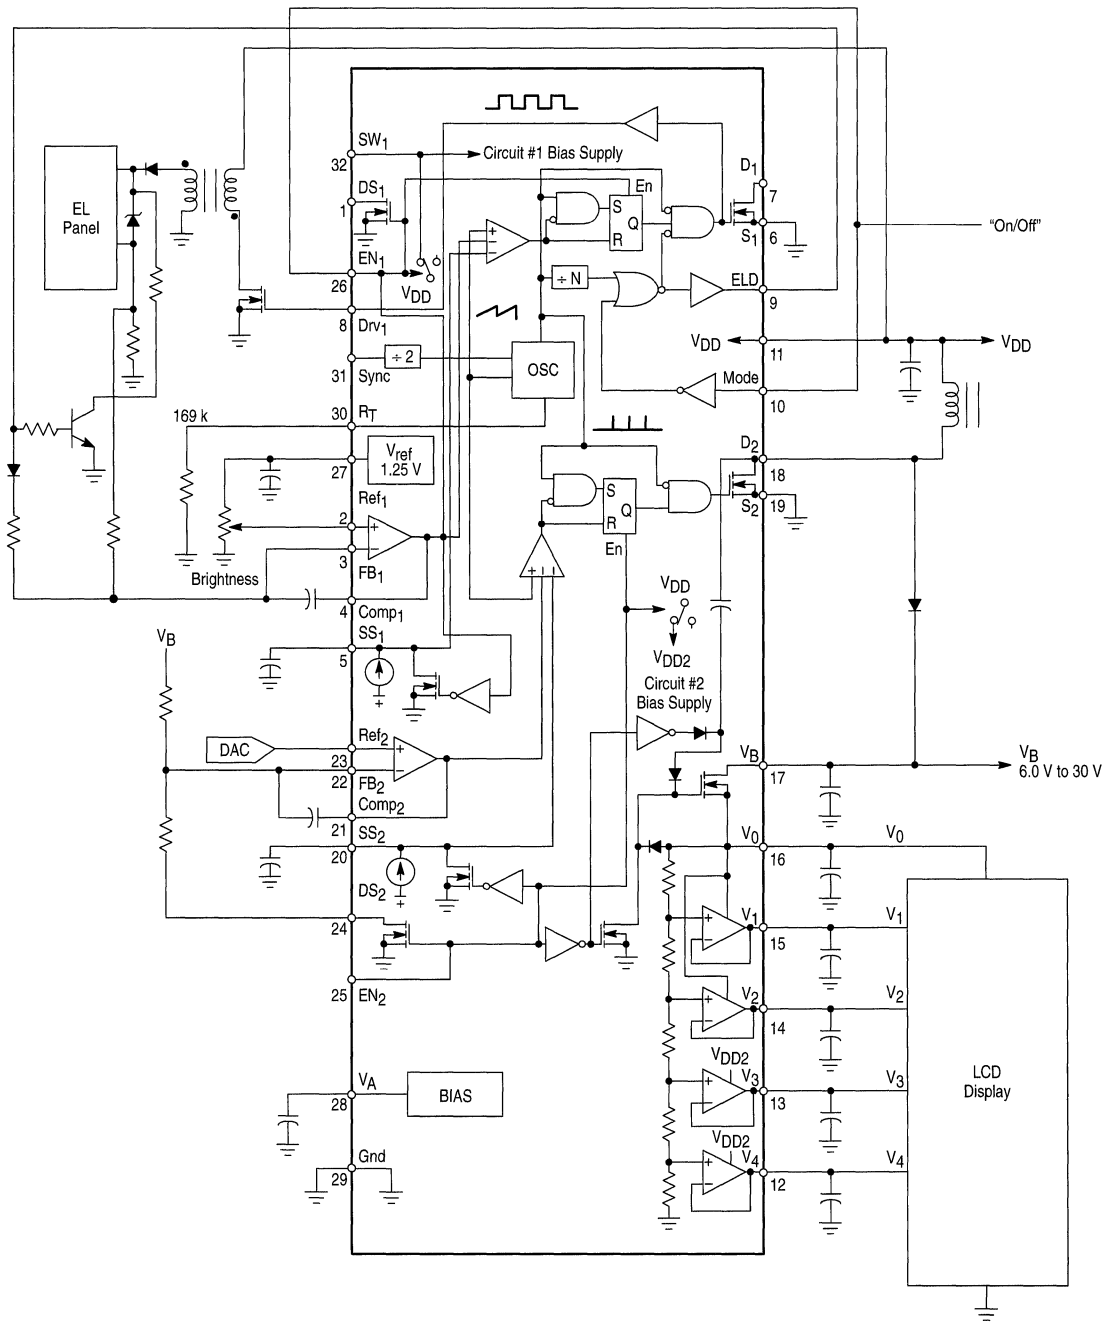 SW1
32
Circuit #1 Bias Supply
D1
7
DS1
1
En
S
Q
R
S1
6
EL
Panel
"On/Off"
+
−
−
EN1
26
VDD
÷ N
ELD
9
8
Drv1
VDD
11
VDD
÷ 2
31
Sync
OSC
Mode
10
169 k
30
RT
Vref
1.25 V
27
D2
18
S
Q
R
En
S2
19
Ref1
2
+
−
3
FB1
Brightness
+ − −
4
Comp1
VDD
VDD2
Circuit #2
Bias Supply
VB
SS1
5
+
DAC
Ref2
23
+
−
22
FB2
VB
17
VB
6.0 V to 30 V
Comp2
21
SS2
20
V0
16
V0
+
DS2
24
+
−
V1
15
V1
EN2
25
+
−
V2
14
V2
VDD2
+
−
V3
13
V3
LCD
Display
VA
28
BIAS
VDD2
+
−
V4
12
V4
Gnd
29